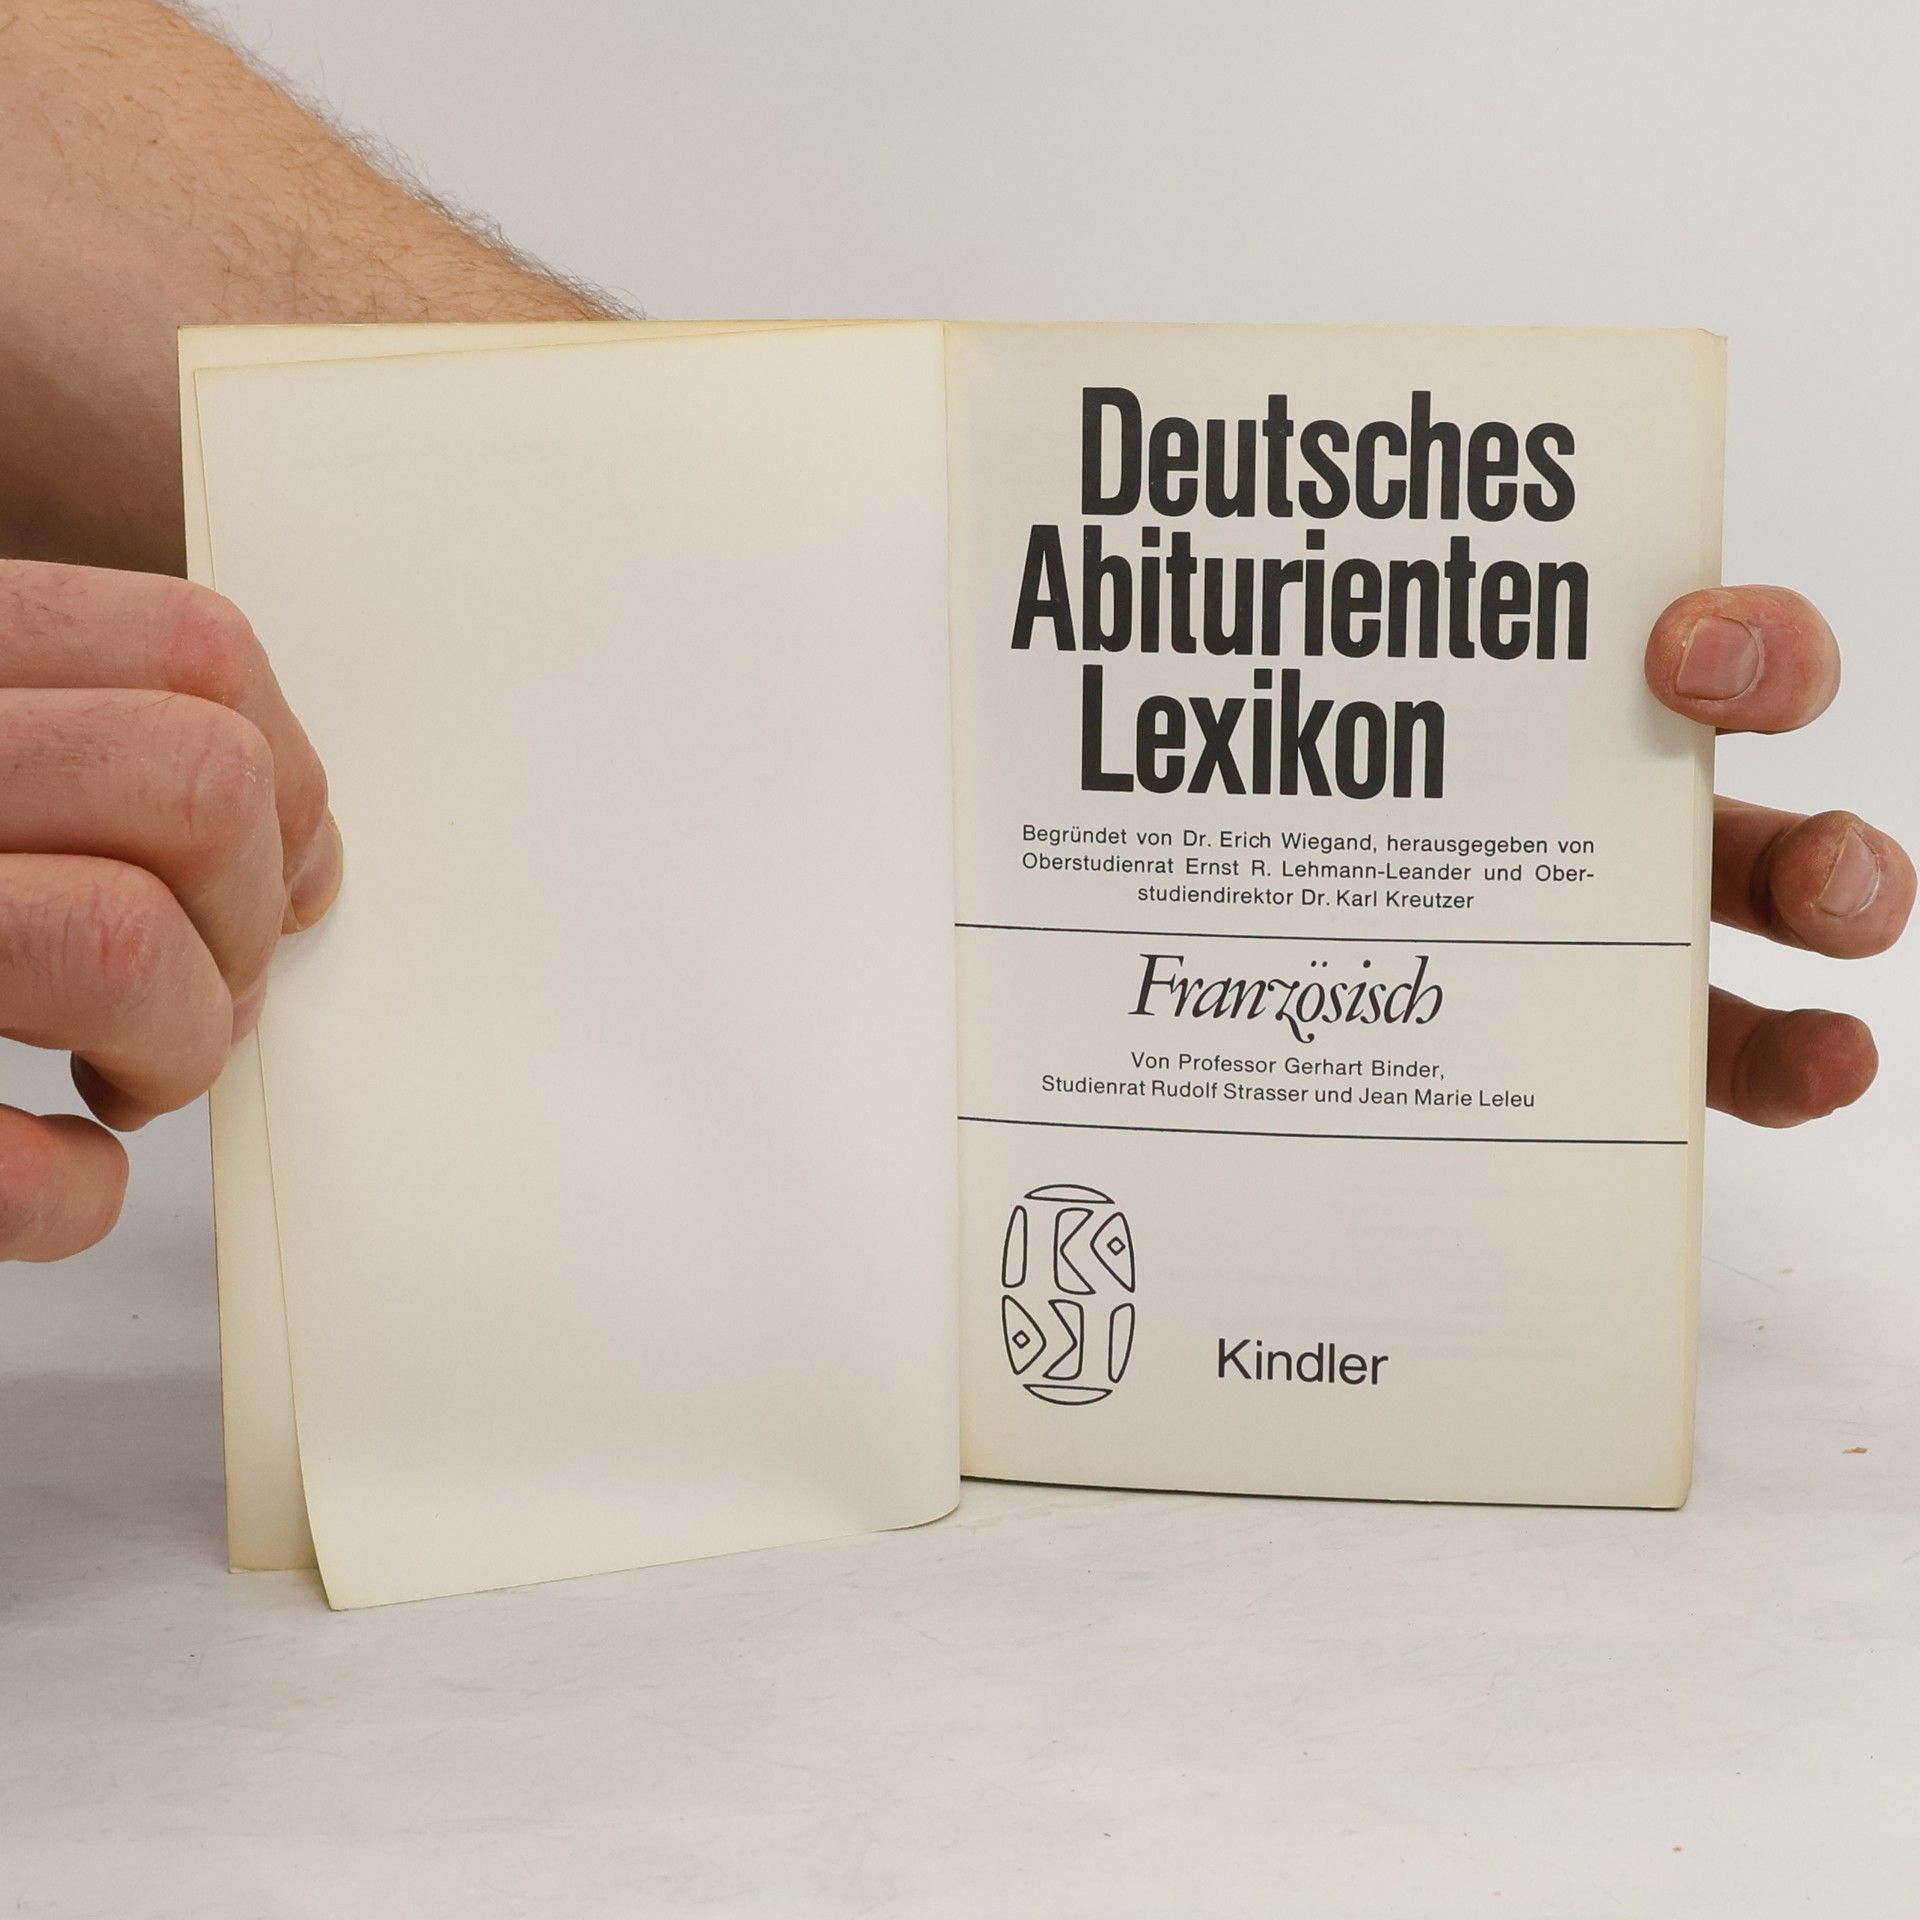 Deutsches
Abiturienten
Lexikon
Begründet von Dr. Erich Wiegand, herausgegeben von
Oberstudienrat Ernst R. Lehmann-Leander und Ober-
studiendirektor Dr. Karl Kreutzer
Französisch
Von Professor Gerhart Binder,
Studienrat Rudolf Strasser und Jean Marie Leleu
Kindler